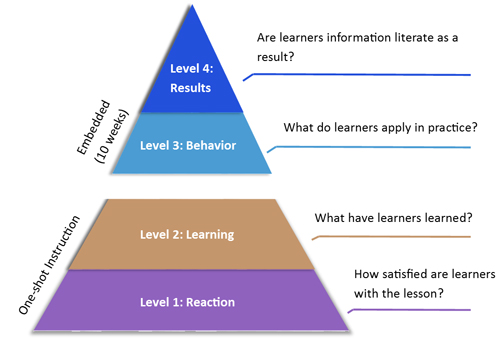 Level 4:
Results
Are learners information literate as a
result?
Embedded
(10 weeks)
Level 3: Behavior
What do learners apply in practice?
One-shot Instruction
Level 2: Learning
What have learners learned?
Level 1: Reaction
How satisfied are learners
with the lesson?